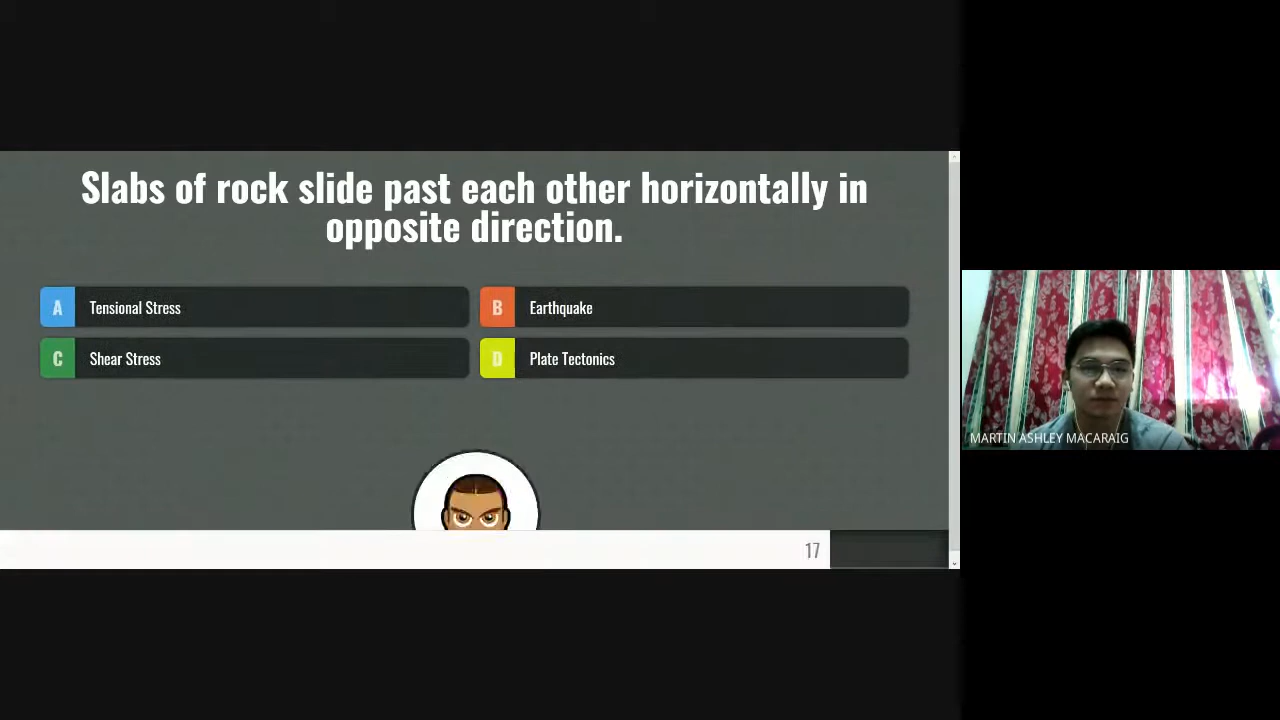 Slabs of rock slide past each other horizontally in
opposite direction.
A Tensional Stress
B Earthquake
C Shear Stress
D Plate Tectonics
17
MARTIN ASHLEY MACARAIG